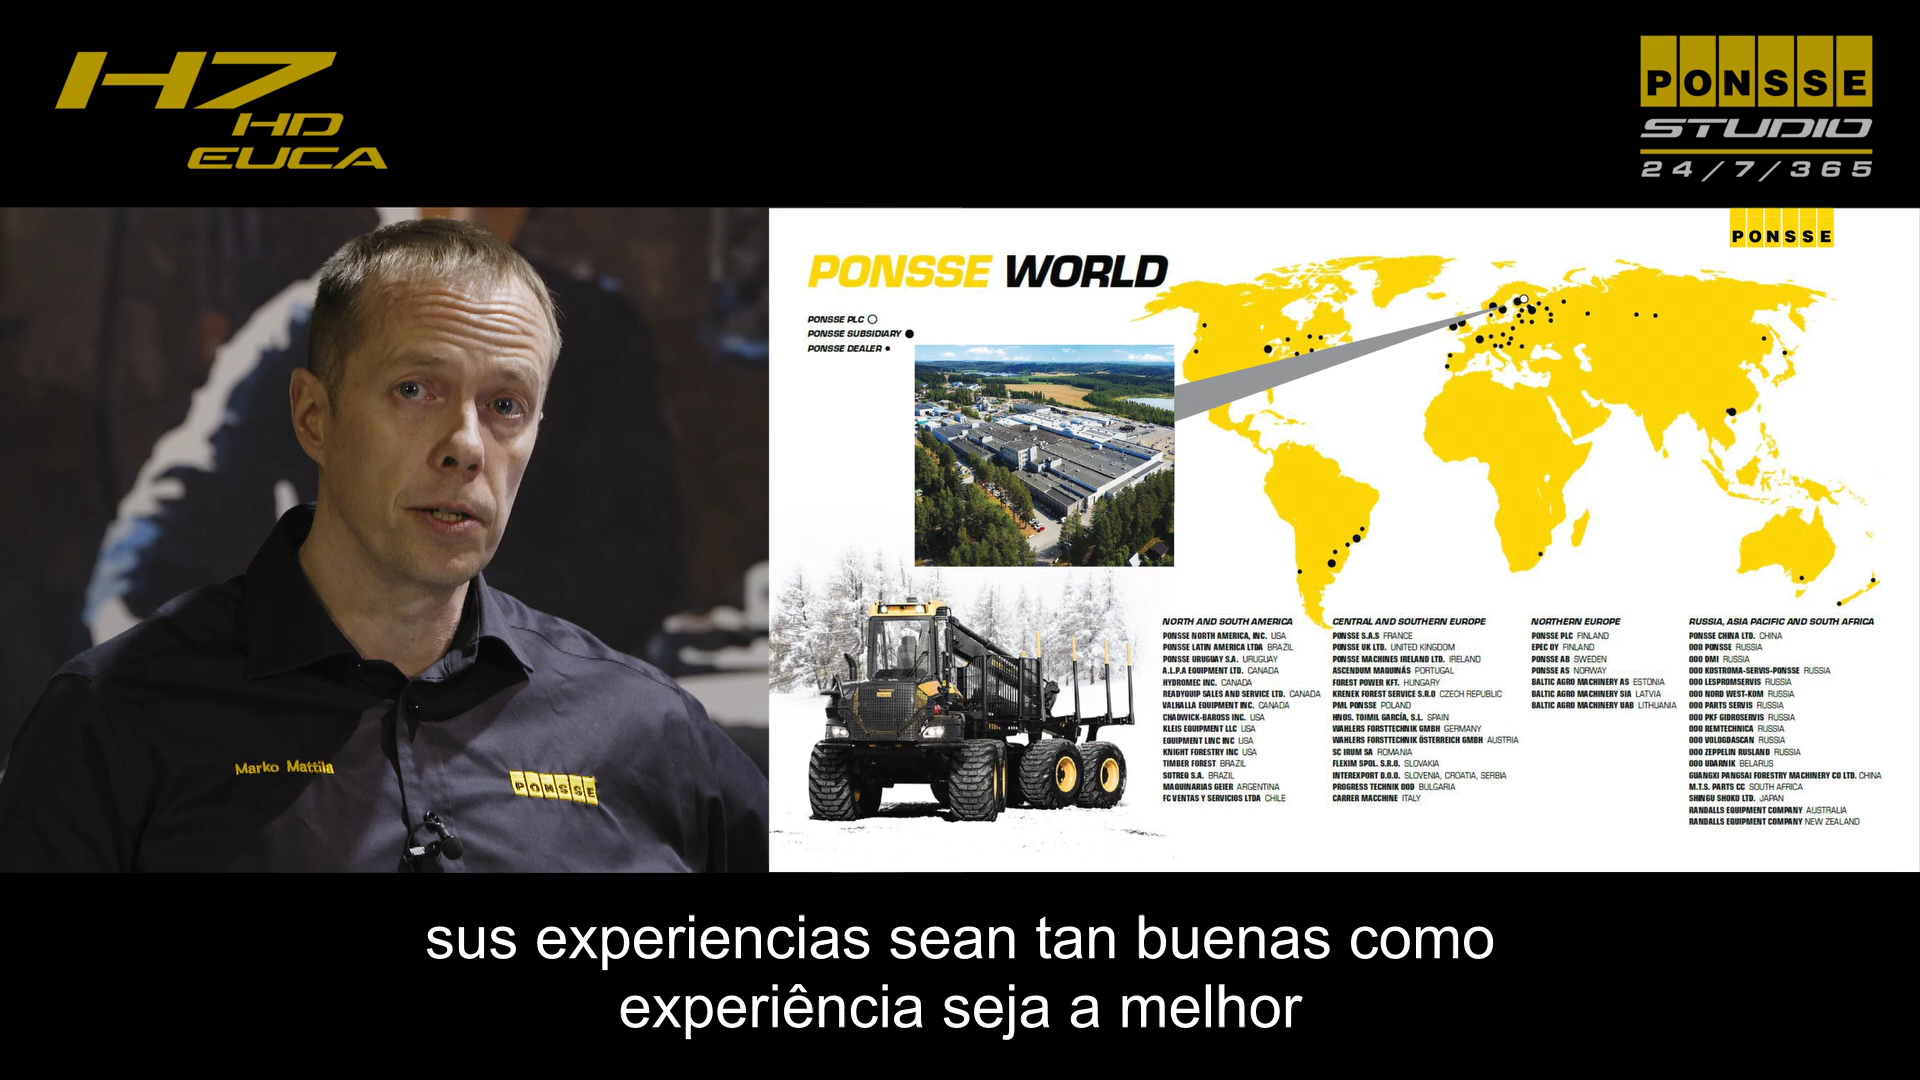 H7
HD
EUCA
PONSSE
STUDIO
24/7/365
PONSSE
PONSSE WORLD
PONSSE PLC
PONSSE SUBSIDIARY
PONSSE DEALER
Marko Mattila
PONSSE
NORTH AND SOUTH AMERICA
PONSSE NORTH AMERICA, INC. USA
PONSSE LATIN AMERICA LTDA BRAZIL
PONSSE URUGUAY S.A. URUGUAY
A.L.P.A EQUIPMENT LTD. CANADA
HYDROMEC INC. CANADA
READYQUIP SALES AND SERVICE LTD. CANADA
VALHALLA EQUIPMENT INC. CANADA
CHADWICK-BAROSS INC. USA
KLEIS EQUIPMENT LLC USA
EQUIPMENT LINC INC USA
KNIGHT FORESTRY INC USA
TIMBER FOREST BRAZIL
SOTREQ S.A. BRAZIL
MAQUINARIAS GEIER ARGENTINA
FC VENTAS Y SERVICIOS LTDA CHILE
CENTRAL AND SOUTHERN EUROPE
PONSSE S.A.S FRANCE
PONSSE UK LTD. UNITED KINGDOM
PONSSE MACHINES IRELAND LTD. IRELAND
ASCENDUM MAQUINÁS PORTUGAL
FOREST POWER KFT. HUNGARY
KRENEK FOREST SERVICE S.R.O CZECH REPUBLIC
PML PONSSE POLAND
HNOS. TOIMIL GARCÍA, S.L. SPAIN
WAHLERS FORSTTECHNIK GMBH GERMANY
WAHLERS FORSTTECHNIK ÖSTERREICH GMBH AUSTRIA
SC IRUM SA ROMANIA
FLEXIM SPOL. S.R.O. SLOVAKIA
INTEREXPORT D.O.O. SLOVENIA, CROATIA, SERBIA
PROGRESS TECHNIK OOD BULGARIA
CARRER MACCHINE ITALY
NORTHERN EUROPE
PONSSE PLC FINLAND
EPEC OY FINLAND
PONSSE AB SWEDEN
PONSSE AS NORWAY
BALTIC AGRO MACHINERY AS ESTONIA
BALTIC AGRO MACHINERY SIA LATVIA
BALTIC AGRO MACHINERY UAB LITHUANIA
RUSSIA, ASIA PACIFIC AND SOUTH AFRICA
PONSSE CHINA LTD. CHINA
OOO PONSSE RUSSIA
OOO DMI RUSSIA
OOO KOSTROMA-SERVIS-PONSSE RUSSIA
OOO LESPROMSERVIS RUSSIA
OOO NORD WEST-KOM RUSSIA
OOO PARTS SERVIS RUSSIA
OOO PKF GIDROSERVIS RUSSIA
OOO REMTECHNICA RUSSIA
OOO VOLOGDASCAN RUSSIA
OOO ZEPPELIN RUSLAND RUSSIA
OOO UDARNIK BELARUS
GUANGXI PANGSAI FORESTRY MACHINERY CO LTD. CHINA
M.T.S. PARTS CC SOUTH AFRICA
SHINGU SHOKO LTD. JAPAN
RANDALLS EQUIPMENT COMPANY AUSTRALIA
RANDALLS EQUIPMENT COMPANY NEW ZEALAND
sus experiencias sean tan buenas como
experiência seja a melhor